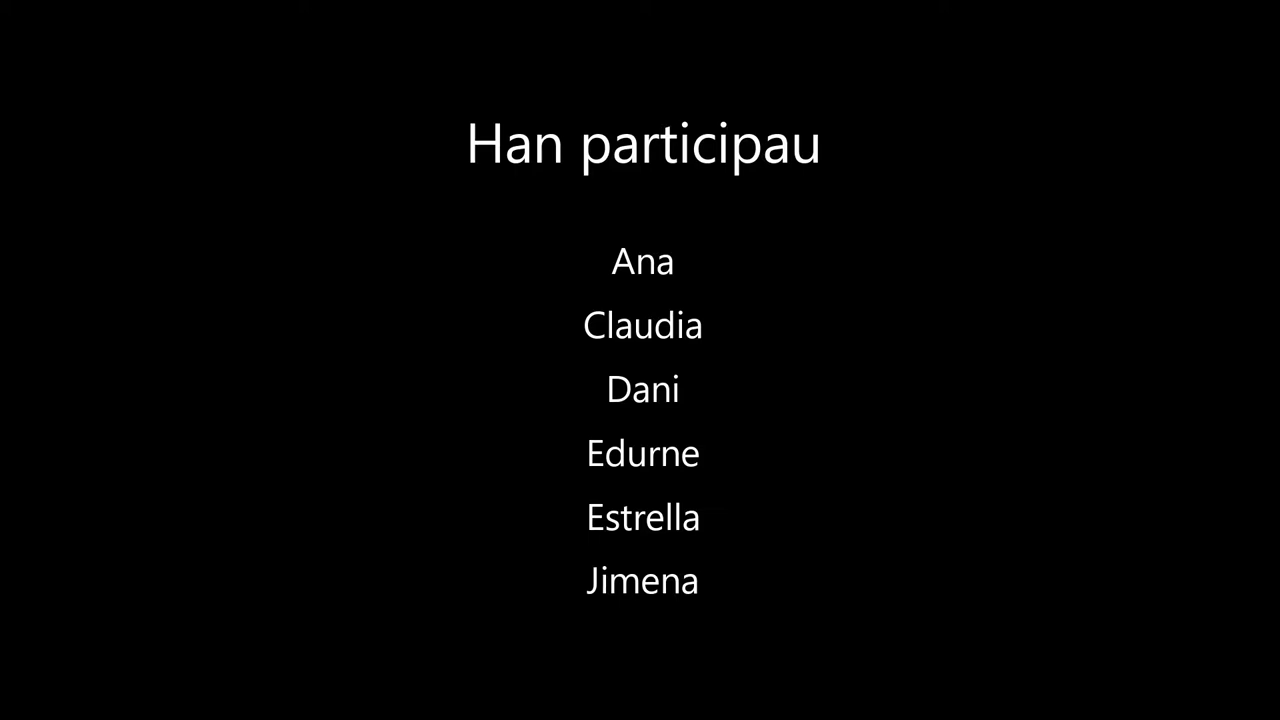 Han participau
Ana
Claudia
Dani
Edurne
Estrella
Jimena